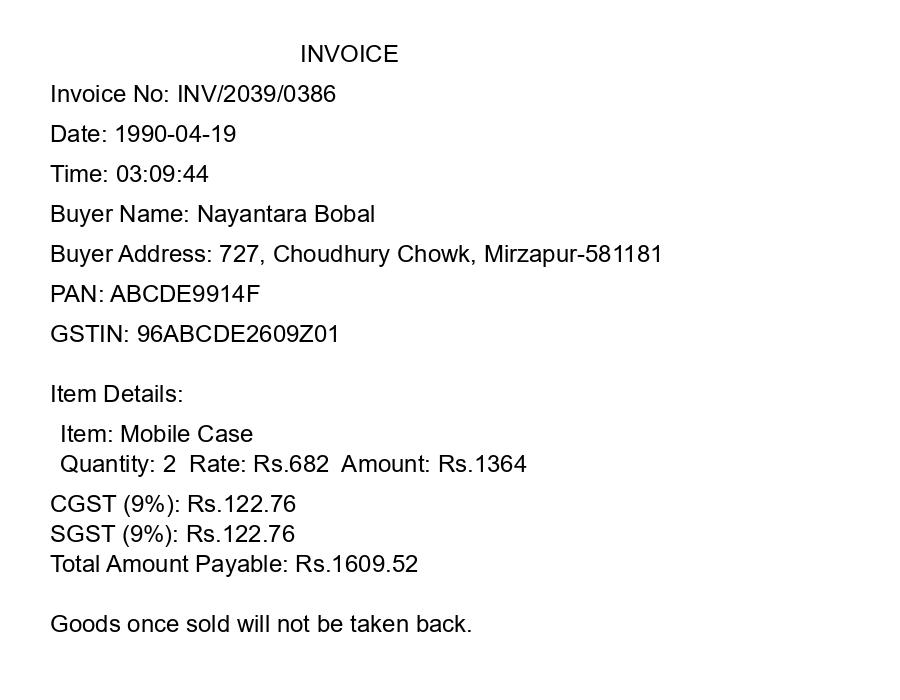 INVOICE
Invoice No: INV/2039/0386
Date: 1990-04-19
Time: 03:09:44
Buyer Name: Nayantara Bobal
Buyer Address: 727, Choudhury Chowk, Mirzapur-581181
PAN: ABCDE9914F
GSTIN: 96ABCDE2609Z01
Item Details:
Item: Mobile Case
Quantity: 2  Rate: Rs.682  Amount: Rs.1364
CGST (9%): Rs.122.76
SGST (9%): Rs.122.76
Total Amount Payable: Rs.1609.52
Goods once sold will not be taken back.